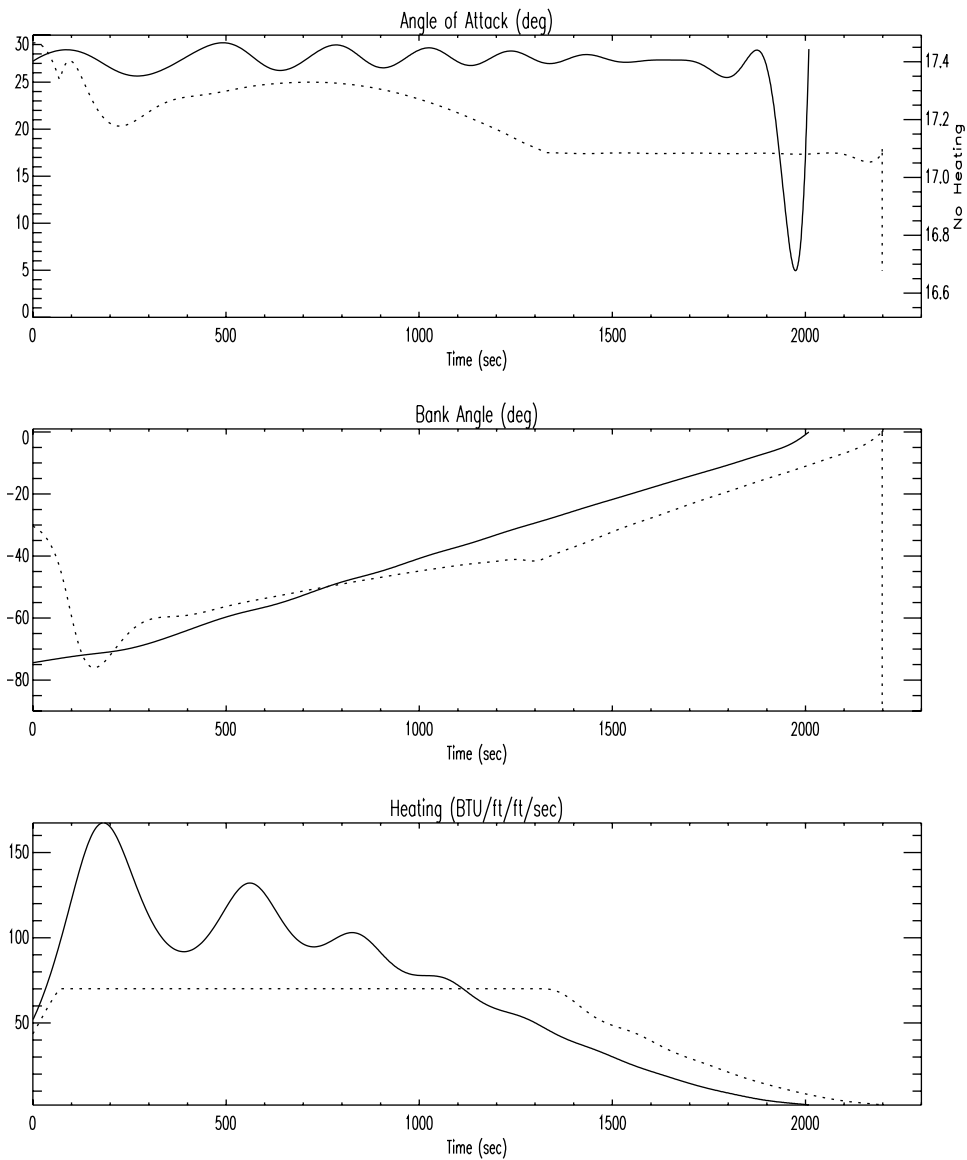 Angle of Attack (deg)
30
25
20
15
10
5
0
17.4
17.2
17.0
16.8
16.6
No Heating
0 500 1000 1500 2000
Time (sec)
Bank Angle (deg)
0
-20
-40
-60
-80
0 500 1000 1500 2000
Time (sec)
Heating (BTU/ft/ft/sec)
150
100
50
0 500 1000 1500 2000
Time (sec)